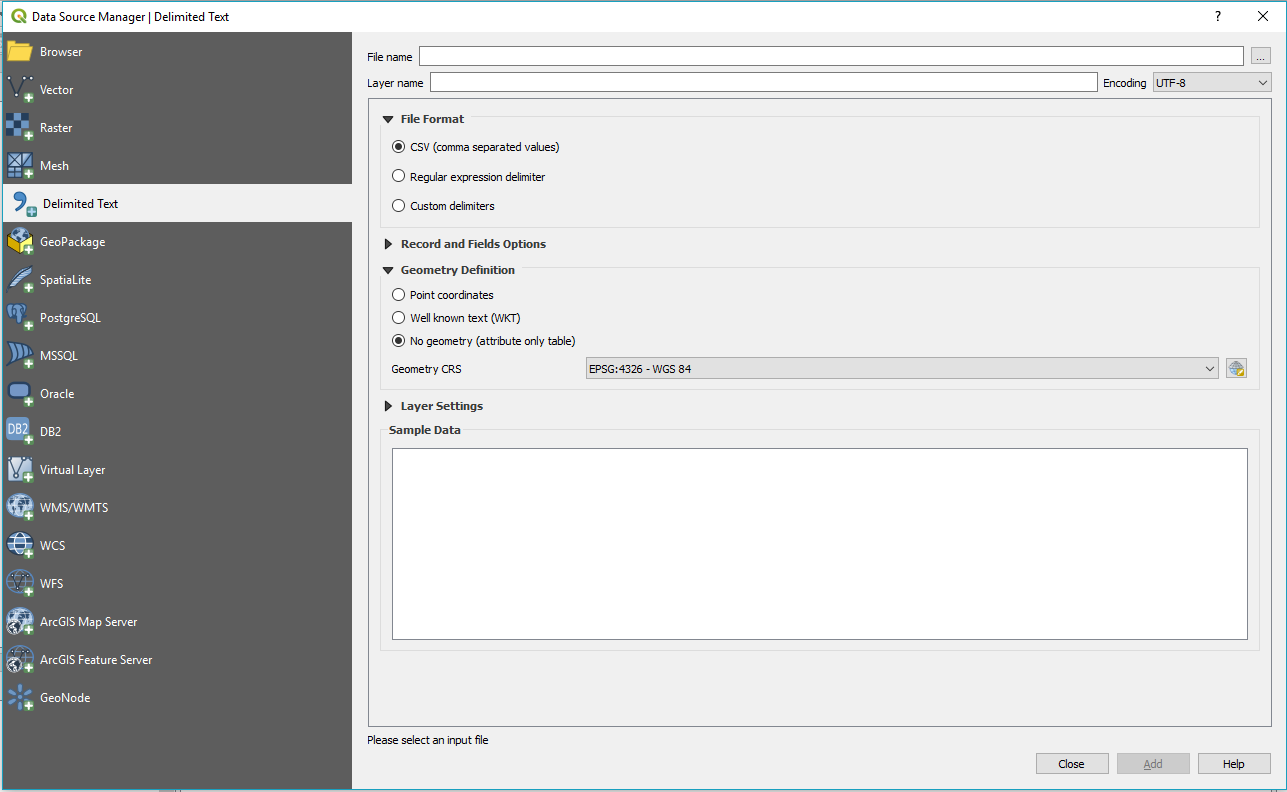 Data Source Manager | Delimited Text
?
Browser
Vector
Raster
Mesh
Delimited Text
GeoPackage
SpatiaLite
PostgreSQL
MSSQL
Oracle
DB2
DB2
Virtual Layer
WMS/WMTS
WCS
WFS
ArcGIS Map Server
ArcGIS Feature Server
GeoNode
File name
...
Layer name
Encoding UTF-8
File Format
CSV (comma separated values)
Regular expression delimiter
Custom delimiters
Record and Fields Options
Geometry Definition
Point coordinates
Well known text (WKT)
No geometry (attribute only table)
Geometry CRS EPSG:4326 - WGS 84
Layer Settings
Sample Data
Please select an input file
Close Add Help